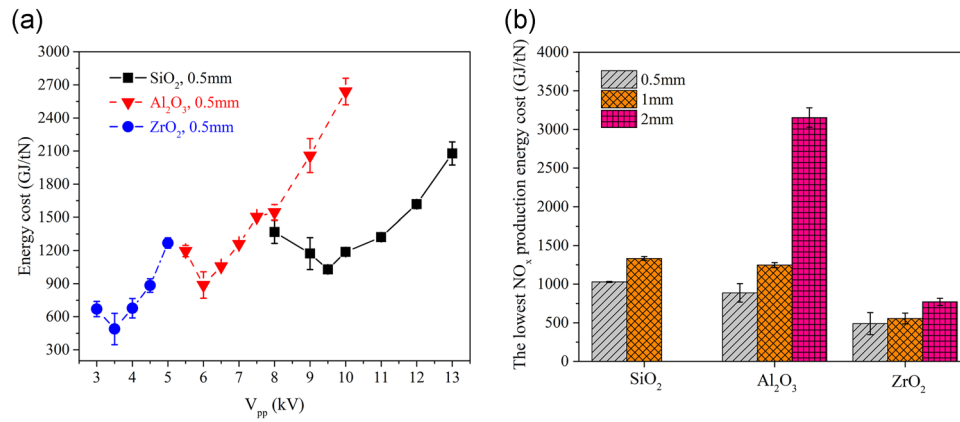 (a)
Energy cost (GJ/tN)
3000
2700
2400
2100
1800
1500
1200
900
600
300
SiO₂, 0.5mm
Al₂O₃, 0.5mm
ZrO₂, 0.5mm
3 4 5 6 7 8 9 10 11 12 13
Vpp (kV)
(b)
The lowest NOₓ production energy cost (GJ/tN)
4000
3500
3000
2500
2000
1500
1000
500
0
0.5mm
1mm
2mm
SiO₂ Al₂O₃ ZrO₂